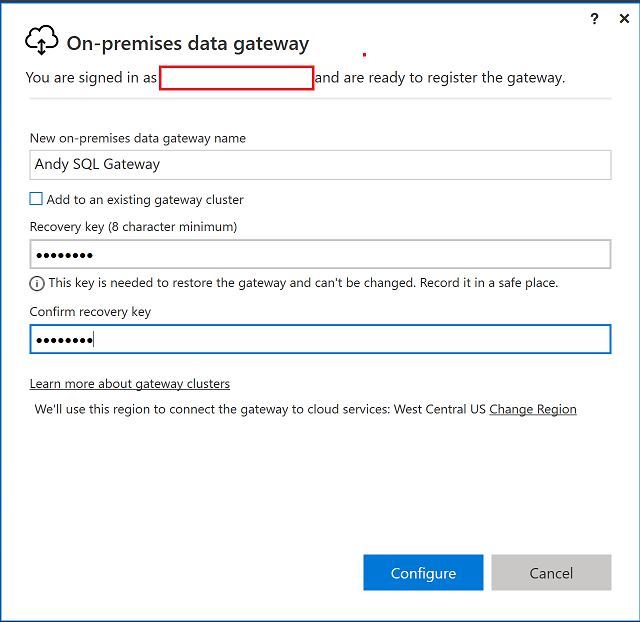 ?
On-premises data gateway
You are signed in as and are ready to register the gateway.
New on-premises data gateway name
Andy SQL Gateway
Add to an existing gateway cluster
Recovery key (8 character minimum)
••••••••
This key is needed to restore the gateway and can't be changed. Record it in a safe place.
Confirm recovery key
••••••••
Learn more about gateway clusters
We'll use this region to connect the gateway to cloud services: West Central US Change Region
Configure
Cancel